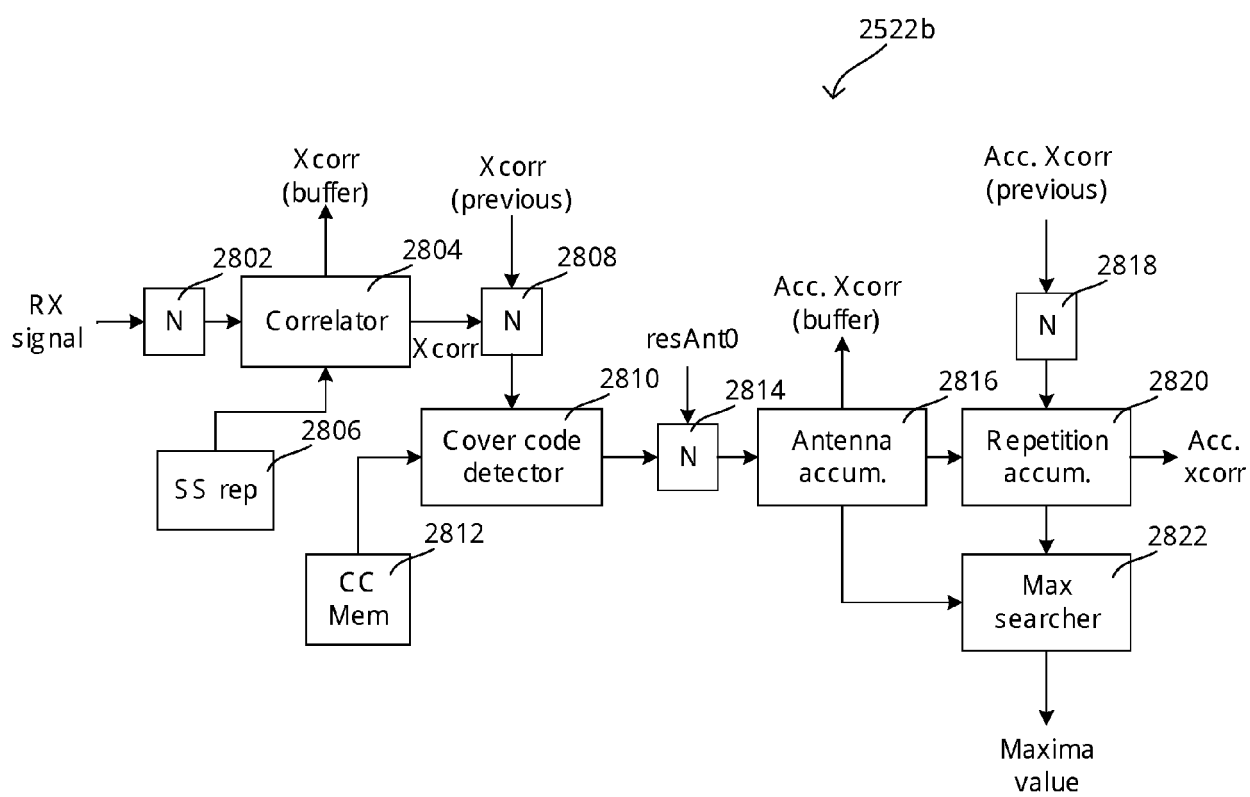 2522b
Xcorr
(buffer)
Xcorr
(previous)
Acc. Xcorr
(previous)
2802
2804
2808
2818
RX
signal
N
Correlator
Xcorr
N
Acc. Xcorr
(buffer)
N
resAnt0
2806
2810
2814
2816
2820
SS rep
Cover code
detector
N
Antenna
accum.
Repetition
accum.
Acc.
xcorr
2812
2822
CC
Mem
Max
searcher
Maxima
value